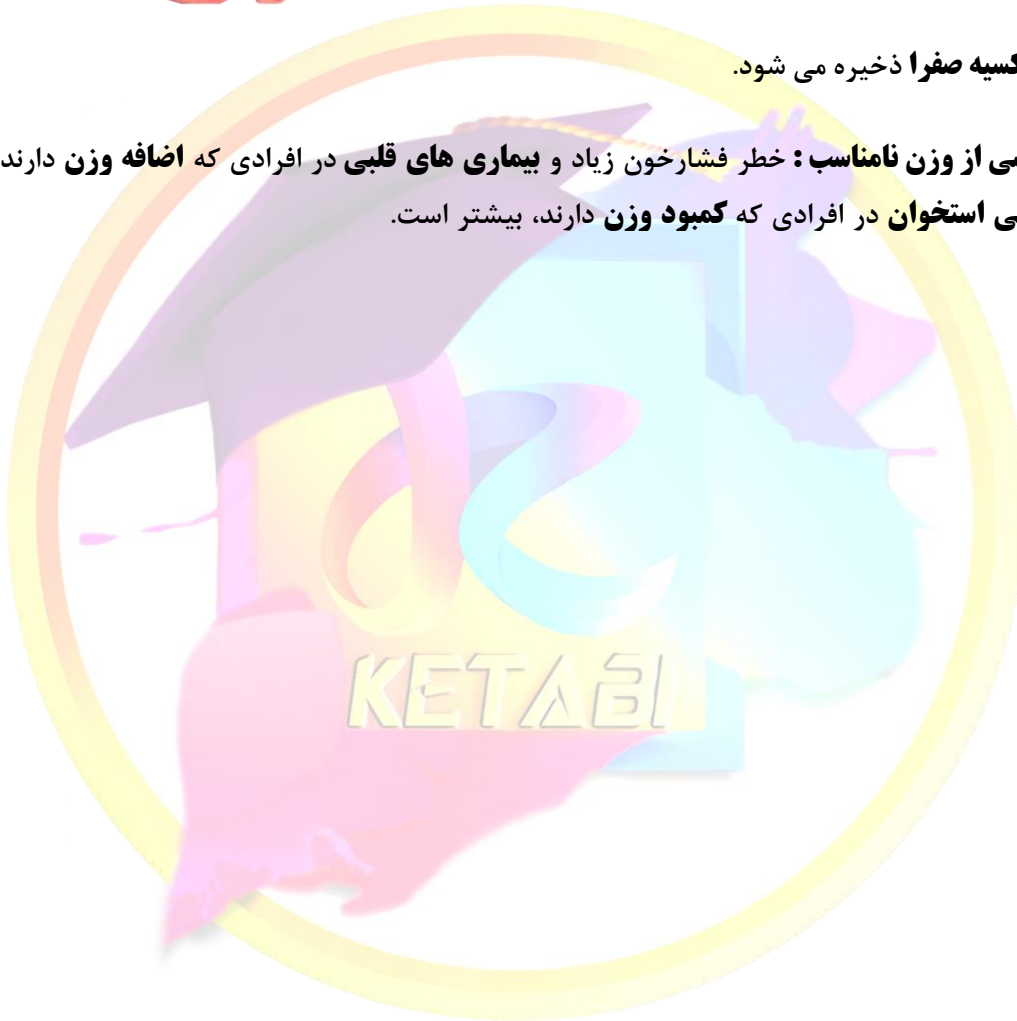 کسیه صفرا ذخیره می شود.
ی از وزن نامناسب : خطر فشارخون زیاد و بیماری های قلبی در افرادی که اضافه وزن دارند
ی استخوان در افرادی که کمبود وزن دارند، بیشتر است.
KETABI